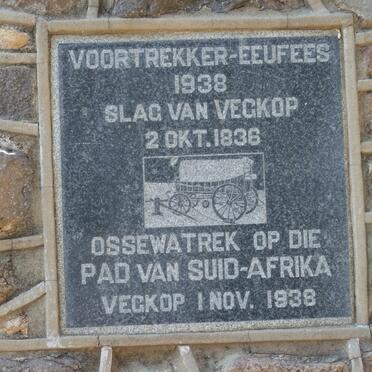 VOORTREKKER-EEUFEES
1938
SLAG VAN VEGKOP
2 OKT. 1836
OSSEWATREK OP DIE
PAD VAN SUID-AFRIKA
VEGKOP 1 NOV. 1938